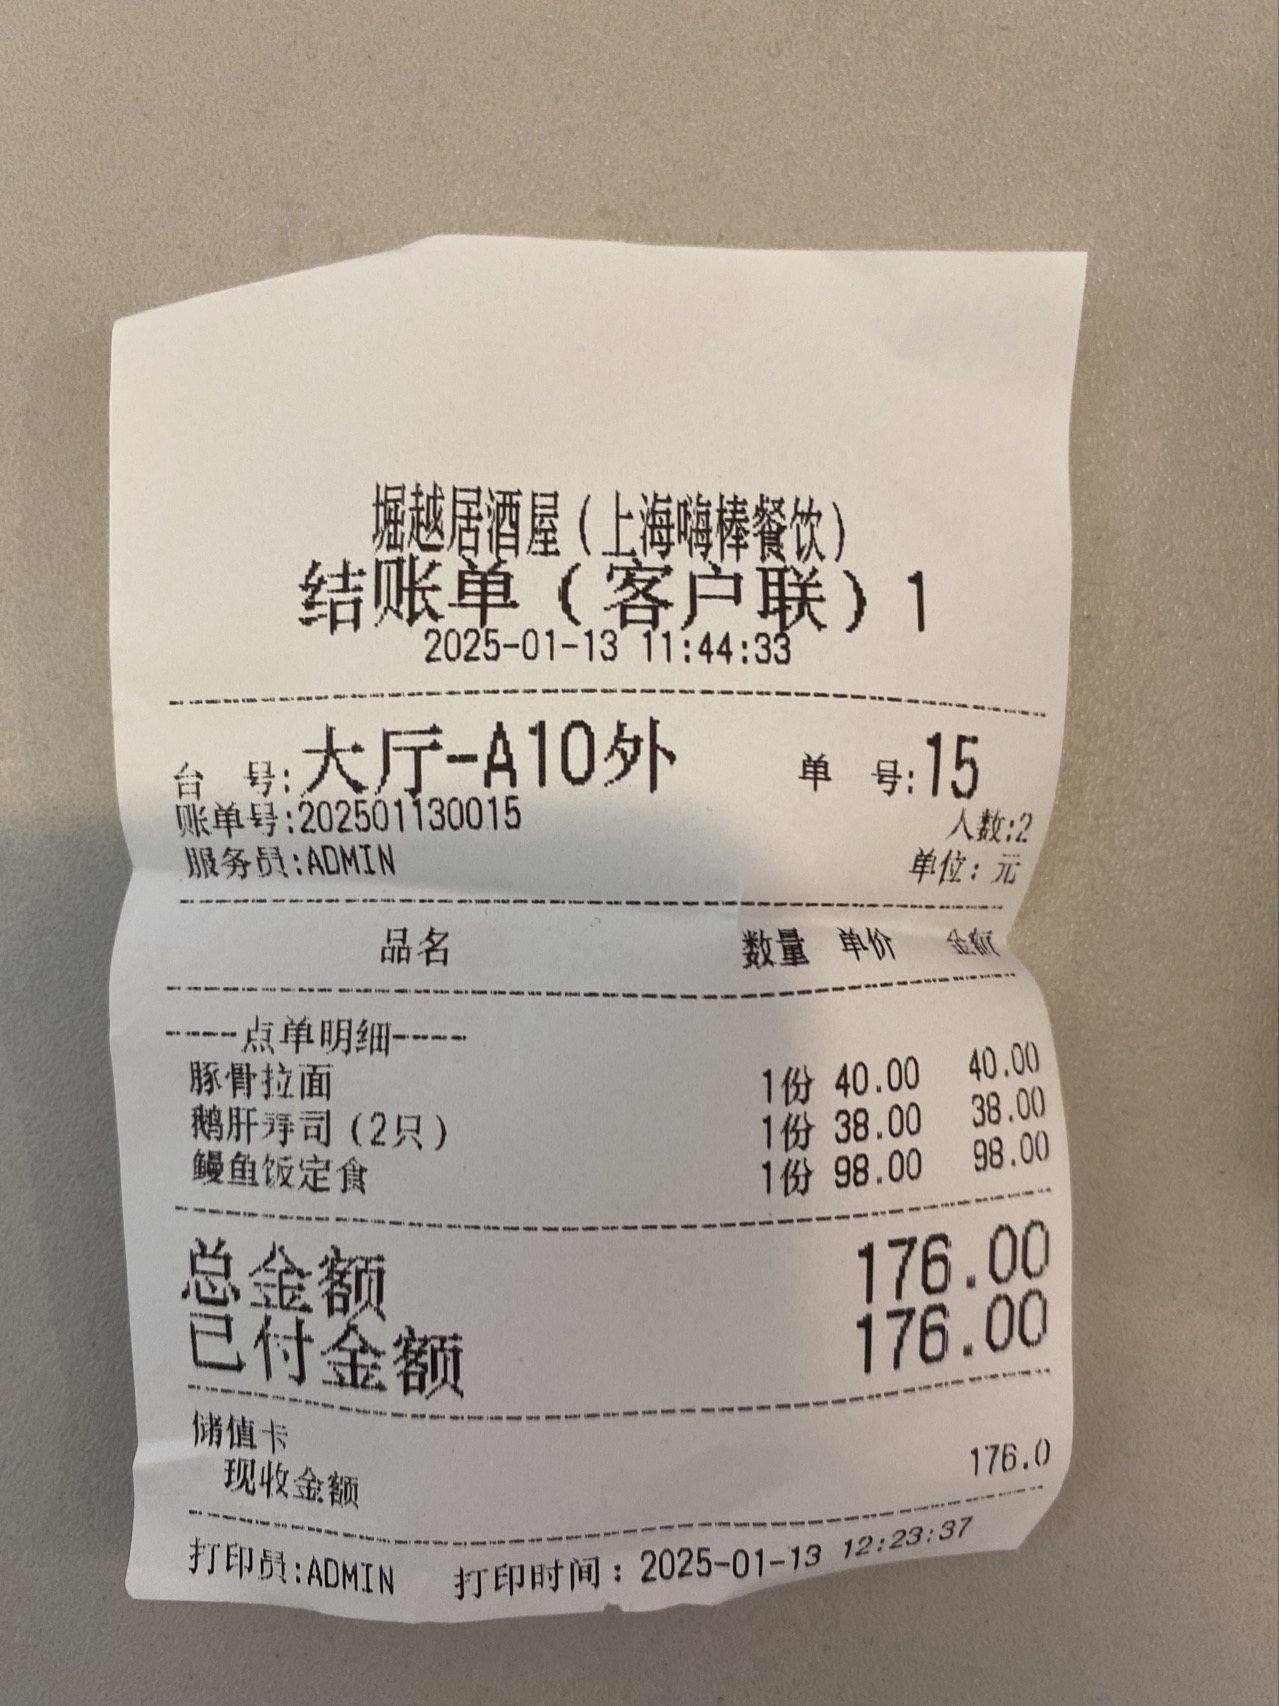 堀越居酒屋(上海嗨棒餐饮)
结账单(客户联)1
2025-01-13 11:44:33
台 号:大厅-A10外 单 号:15
账单号:202501130015 人数:2
服务员:ADMIN 单位:元
品名 数量 单价 金额
----点单明细----
豚骨拉面 1份 40.00 40.00
鹅肝寿司(2只) 1份 38.00 38.00
鳗鱼饭定食 1份 98.00 98.00
总金额 176.00
已付金额 176.00
储值卡
现收金额 176.0
打印员:ADMIN 打印时间:2025-01-13 12:23:37